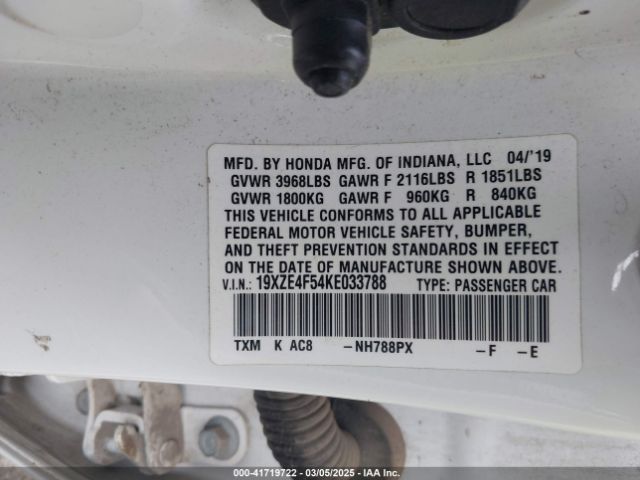 MFD. BY HONDA MFG. OF INDIANA, LLC 04/'19
GVWR 3968LBS GAWR F 2116LBS R 1851LBS
GVWR 1800KG GAWR F 960KG R 840KG
THIS VEHICLE CONFORMS TO ALL APPLICABLE
FEDERAL MOTOR VEHICLE SAFETY, BUMPER,
AND THEFT PREVENTION STANDARDS IN EFFECT
ON THE DATE OF MANUFACTURE SHOWN ABOVE.
V.I.N.: 19XZE4F54KE033788 TYPE: PASSENGER CAR
TXM K AC8 -NH788PX -F -E
000-41719722 — 03/05/2025 — IAA Inc.